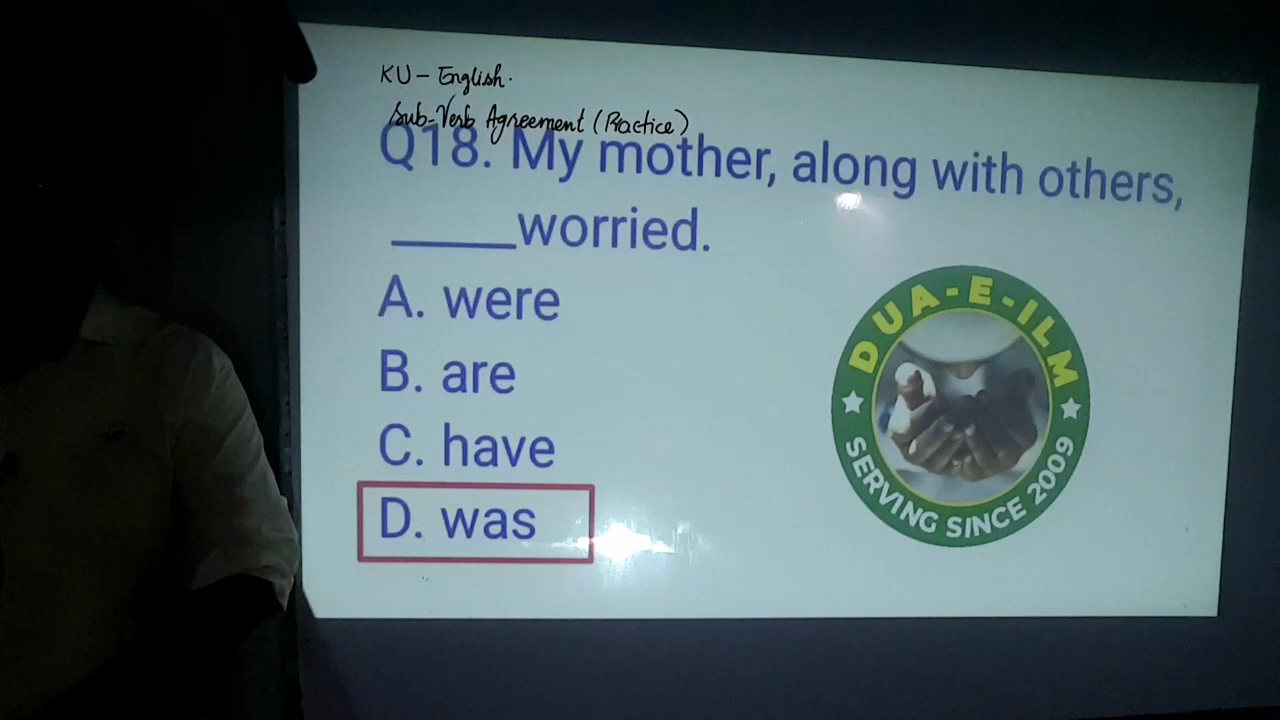 KU - English.
Sub-Verb Agreement (Practice)
Q18. My mother, along with others,
_____worried.
A. were
B. are
C. have
D. was
DUA-E-ILM
SERVING SINCE 2009